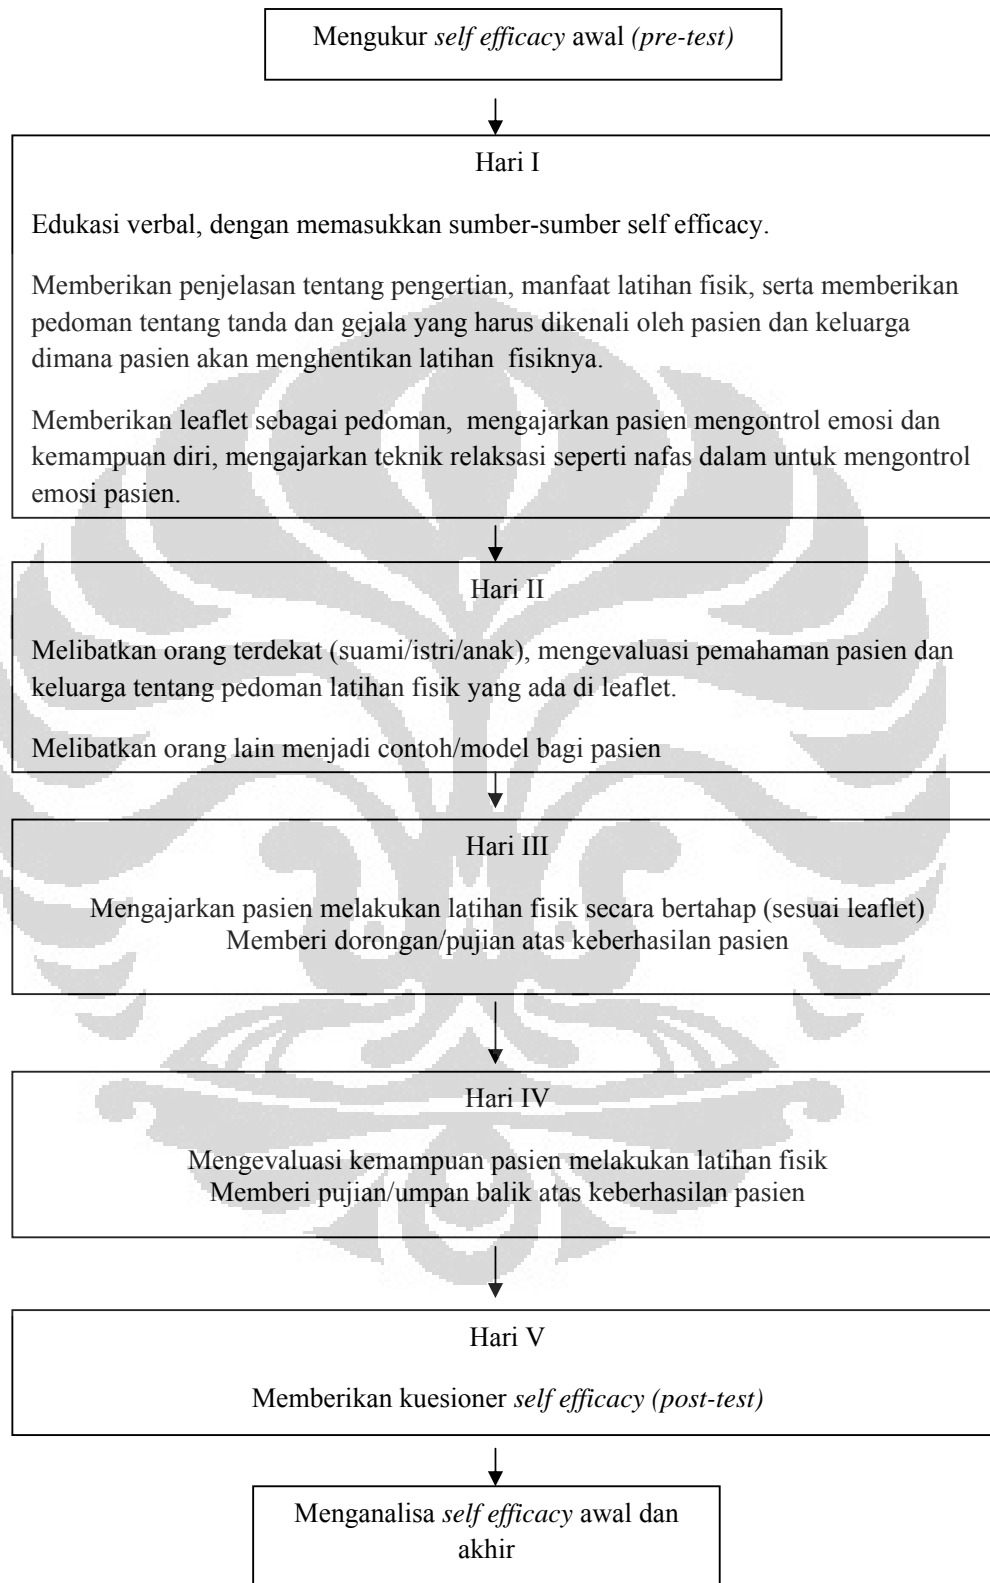 Mengukur self efficacy awal (pre-test)
Hari I
Edukasi verbal, dengan memasukkan sumber-sumber self efficacy.
Memberikan penjelasan tentang pengertian, manfaat latihan fisik, serta memberikan
pedoman tentang tanda dan gejala yang harus dikenali oleh pasien dan keluarga
dimana pasien akan menghentikan latihan fisiknya.
Memberikan leaflet sebagai pedoman, mengajarkan pasien mengontrol emosi dan
kemampuan diri, mengajarkan teknik relaksasi seperti nafas dalam untuk mengontrol
emosi pasien.
Hari II
Melibatkan orang terdekat (suami/istri/anak), mengevaluasi pemahaman pasien dan
keluarga tentang pedoman latihan fisik yang ada di leaflet.
Melibatkan orang lain menjadi contoh/model bagi pasien
Hari III
Mengajarkan pasien melakukan latihan fisik secara bertahap (sesuai leaflet)
Memberi dorongan/pujian atas keberhasilan pasien
Hari IV
Mengevaluasi kemampuan pasien melakukan latihan fisik
Memberi pujian/umpan balik atas keberhasilan pasien
Hari V
Memberikan kuesioner self efficacy (post-test)
Menganalisa self efficacy awal dan
akhir